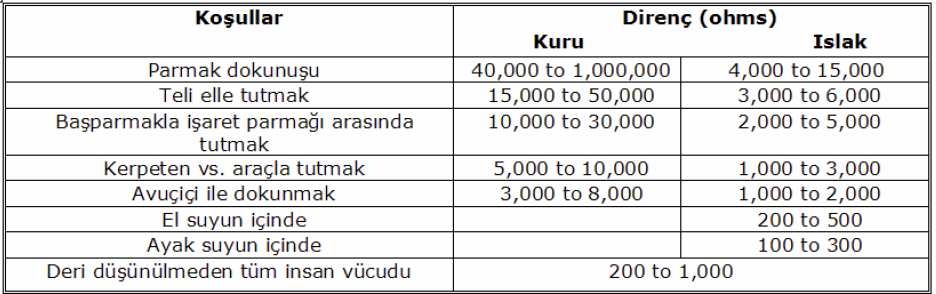 Koşullar Direnç (ohms)
Kuru Islak
Parmak dokunuşu 40,000 to 1,000,000 4,000 to 15,000
Teli elle tutmak 15,000 to 50,000 3,000 to 6,000
Başparmakla işaret parmağı arasında 10,000 to 30,000 2,000 to 5,000
tutmak
Kerpeten vs. araçla tutmak 5,000 to 10,000 1,000 to 3,000
Avuçiçi ile dokunmak 3,000 to 8,000 1,000 to 2,000
El suyun içinde 200 to 500
Ayak suyun içinde 100 to 300
Deri düşünülmeden tüm insan vücudu 200 to 1,000